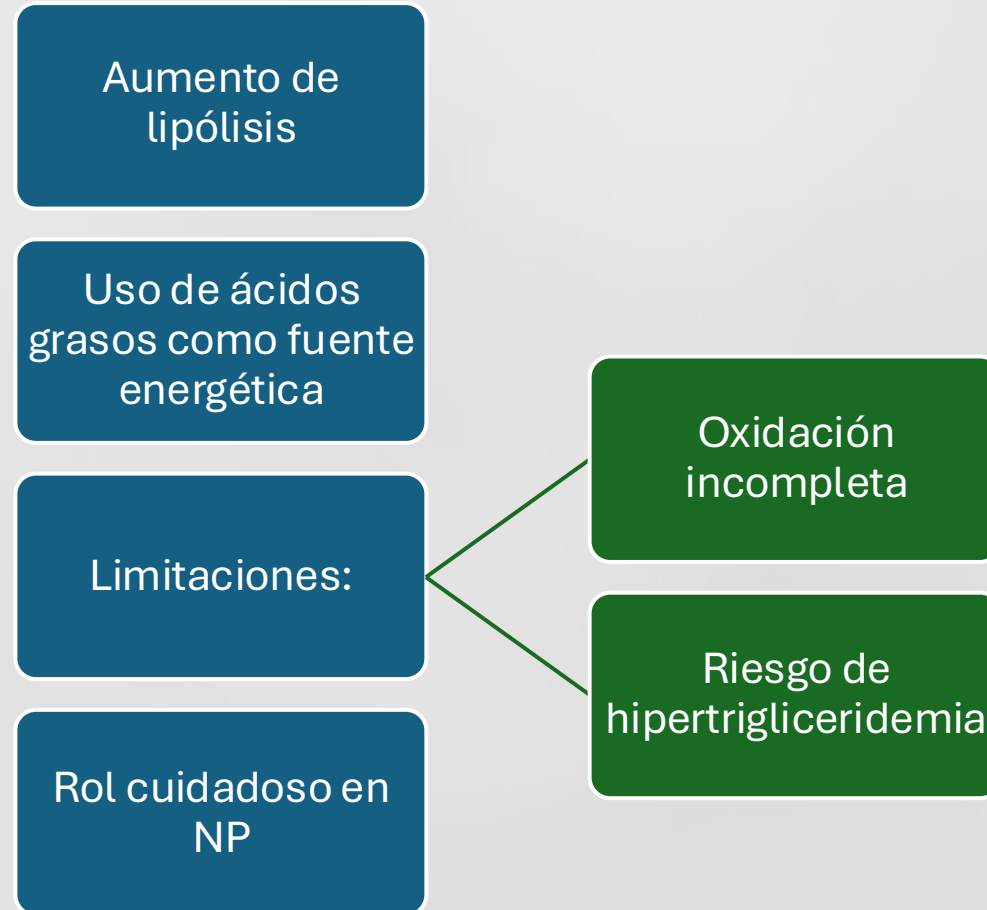 Aumento de
lipólisis
Uso de ácidos
grasos como fuente
energética
Limitaciones:
Oxidación
incompleta
Riesgo de
hipertrigliceridemia
Rol cuidadoso en
NP